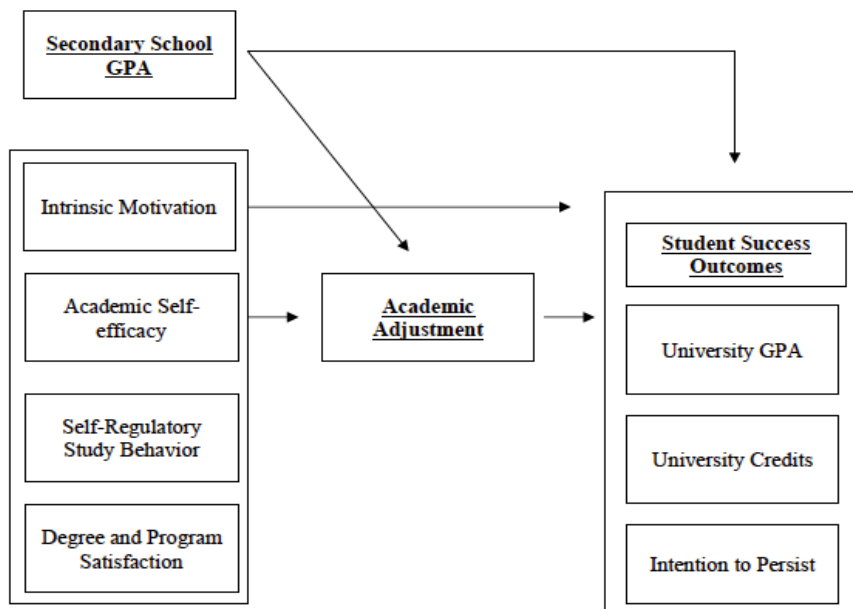 Secondary School
GPA
Intrinsic Motivation
Academic Self-
efficacy
Self-Regulatory
Study Behavior
Degree and Program
Satisfaction
Academic
Adjustment
Student Success
Outcomes
University GPA
University Credits
Intention to Persist